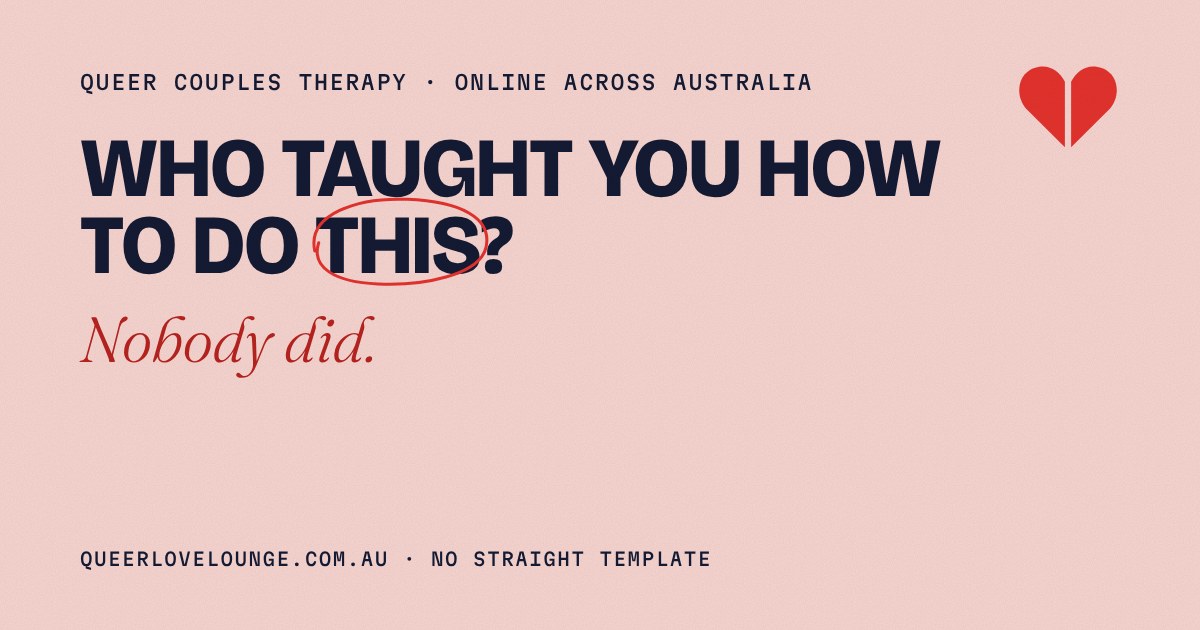 QUEER COUPLES THERAPY · ONLINE ACROSS AUSTRALIA
WHO TAUGHT YOU HOW
TO DO THIS?
Nobody did.
QUEERLOVELOUNGE.COM.AU · NO STRAIGHT TEMPLATE